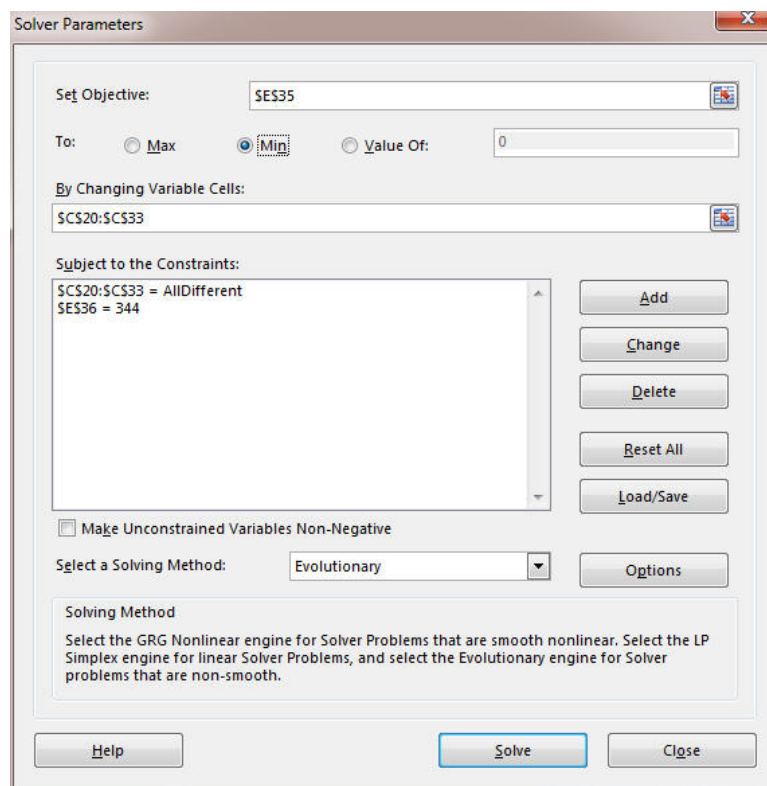 Solver Parameters
X
Set Objective: $E$35
To: Max Min Value Of: 0
By Changing Variable Cells:
$C$20:$C$33
Subject to the Constraints:
$C$20:$C$33 = AllDifferent
$E$36 = 344
Add
Change
Delete
Reset All
Load/Save
Make Unconstrained Variables Non-Negative
Select a Solving Method: Evolutionary Options
Solving Method
Select the GRG Nonlinear engine for Solver Problems that are smooth nonlinear. Select the LP
Simplex engine for linear Solver Problems, and select the Evolutionary engine for Solver
problems that are non-smooth.
Help Solve Close